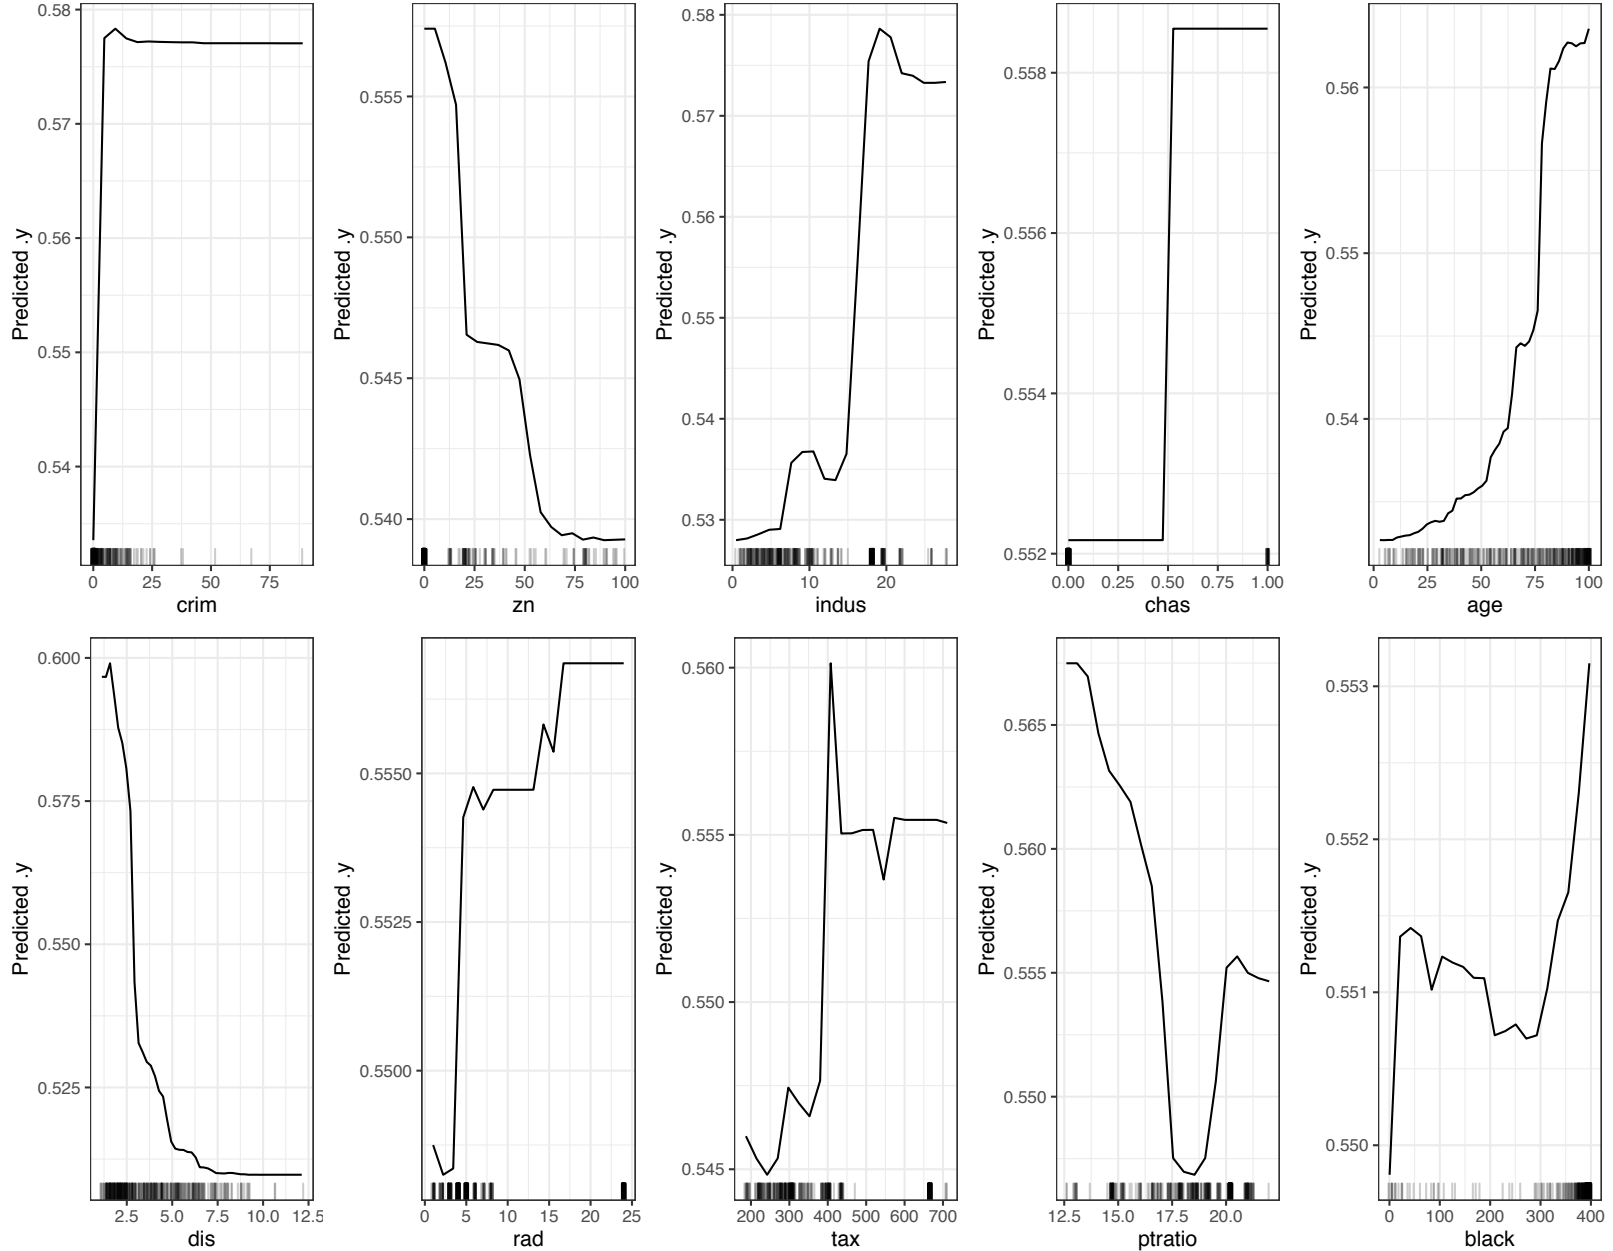 0.58
0.57
0.56
0.55
0.54
Predicted .y
0 25 50 75
crim
0.555
0.550
0.545
0.540
Predicted .y
0 25 50 75 100
zn
0.58
0.57
0.56
0.55
0.54
0.53
Predicted .y
0 10 20
indus
0.558
0.556
0.554
0.552
Predicted .y
0.00 0.25 0.50 0.75 1.00
chas
0.56
0.55
0.54
Predicted .y
0 25 50 75 100
age
0.600
0.575
0.550
0.525
Predicted .y
2.5 5.0 7.5 10.0 12.5
dis
0.5550
0.5525
0.5500
Predicted .y
0 5 10 15 20 25
rad
0.560
0.555
0.550
0.545
Predicted .y
200 300 400 500 600 700
tax
0.565
0.560
0.555
0.550
Predicted .y
12.5 15.0 17.5 20.0
ptratio
0.553
0.552
0.551
0.550
Predicted .y
0 100 200 300 400
black